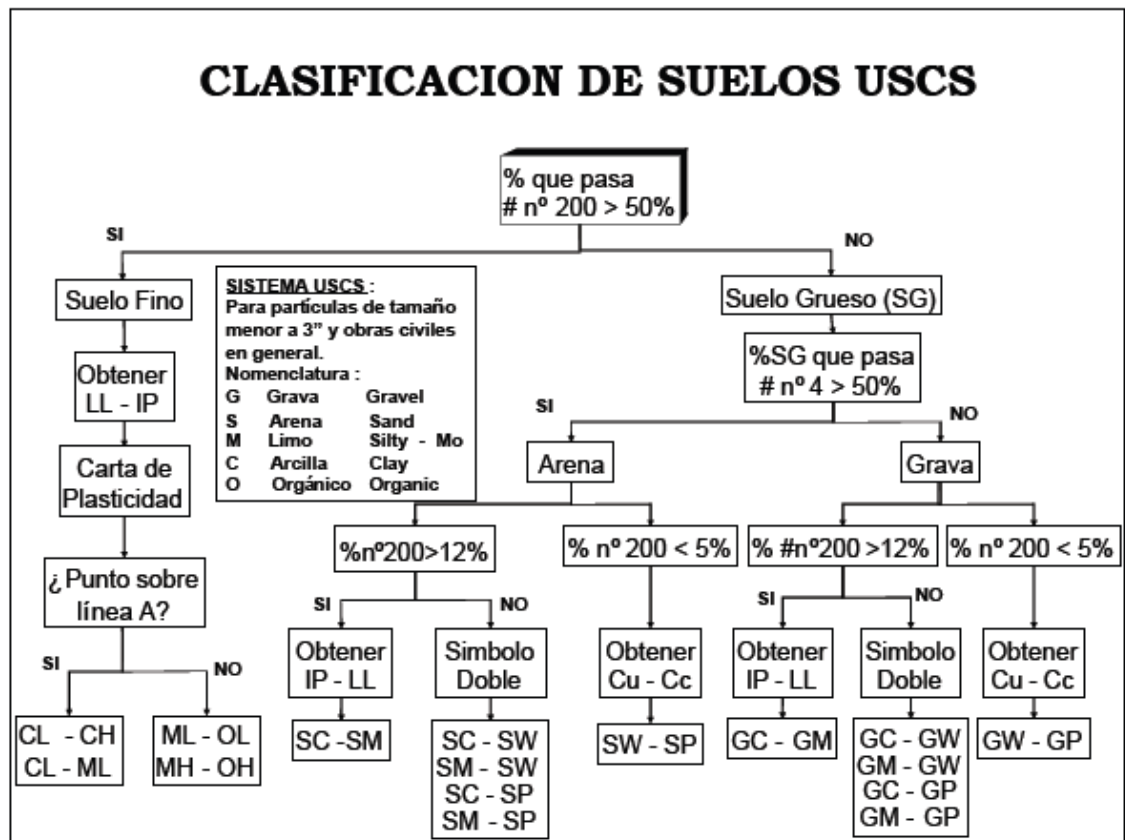 CLASIFICACION DE SUELOS USCS
% que pasa
# nº 200 > 50%
SI
NO
Suelo Fino
SISTEMA USCS :
Para partículas de tamaño
menor a 3" y obras civiles
en general.
Nomenclatura :
G Grava Gravel
S Arena Sand
M Limo Silty - Mo
C Arcilla Clay
O Orgánico Organic
Suelo Grueso (SG)
Obtener
LL - IP
%SG que pasa
# nº 4 > 50%
SI
NO
Carta de
Plasticidad
Arena
Grava
¿Punto sobre
línea A?
%nº200>12%
% nº 200 < 5%
% #nº200 >12%
% nº 200 < 5%
SI
NO
SI
NO
SI
NO
Obtener
IP - LL
Simbolo
Doble
Obtener
Cu - Cc
Obtener
IP - LL
Simbolo
Doble
Obtener
Cu - Cc
CL - CH
CL - ML
ML - OL
MH - OH
SC -SM
SC - SW
SM - SW
SC - SP
SM - SP
SW - SP
GC - GM
GC - GW
GM - GW
GC - GP
GM - GP
GW - GP